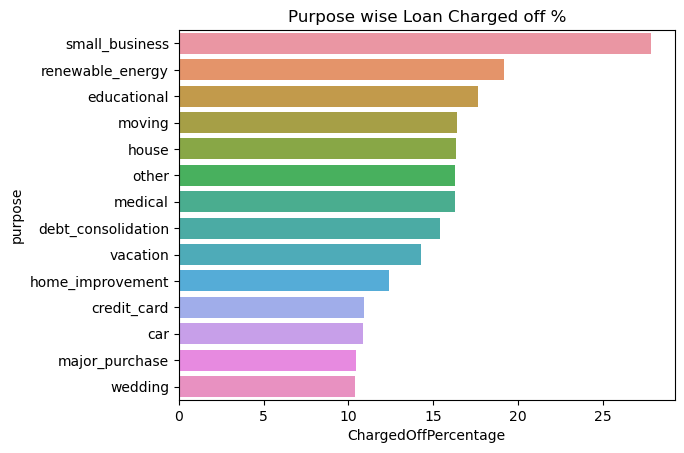 Purpose wise Loan Charged off %
small_business
renewable_energy
educational
moving
house
other
medical
debt_consolidation
vacation
home_improvement
credit_card
car
major_purchase
wedding
purpose
0 5 10 15 20 25
ChargedOffPercentage